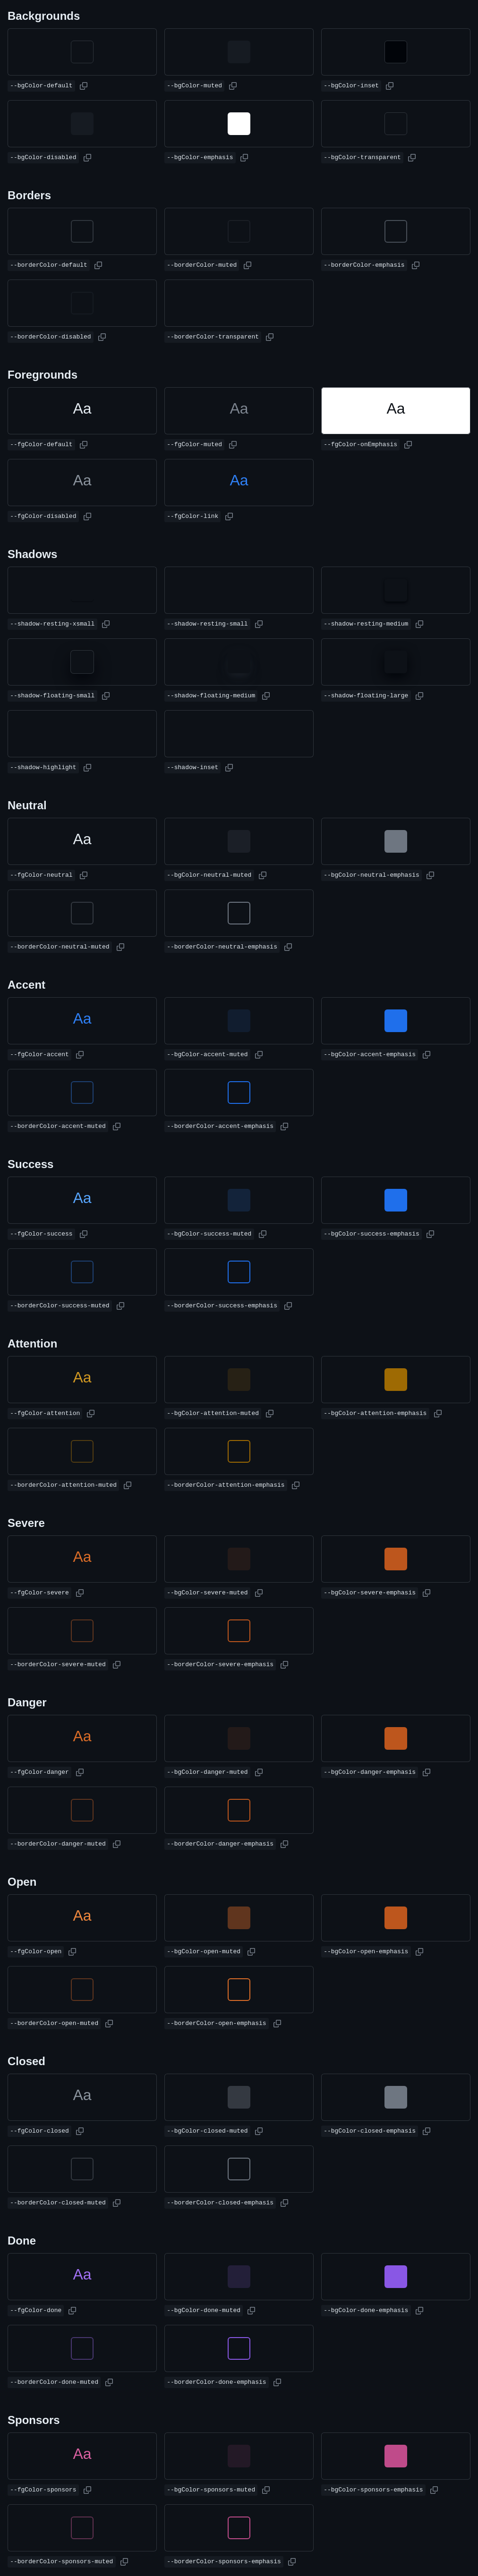 Backgrounds
--bgColor-default --bgColor-muted --bgColor-inset
--bgColor-disabled --bgColor-emphasis --bgColor-transparent
Borders
--borderColor-default --borderColor-muted --borderColor-emphasis
--borderColor-disabled --borderColor-transparent
Foregrounds
Aa Aa Aa
--fgColor-default --fgColor-muted --fgColor-onEmphasis
Aa Aa
--fgColor-disabled --fgColor-link
Shadows
--shadow-resting-xsmall --shadow-resting-small --shadow-resting-medium
--shadow-floating-small --shadow-floating-medium --shadow-floating-large
--shadow-highlight --shadow-inset
Neutral
Aa
--fgColor-neutral --bgColor-neutral-muted --bgColor-neutral-emphasis
--borderColor-neutral-muted --borderColor-neutral-emphasis
Accent
Aa
--fgColor-accent --bgColor-accent-muted --bgColor-accent-emphasis
--borderColor-accent-muted --borderColor-accent-emphasis
Success
Aa
--fgColor-success --bgColor-success-muted --bgColor-success-emphasis
--borderColor-success-muted --borderColor-success-emphasis
Attention
Aa
--fgColor-attention --bgColor-attention-muted --bgColor-attention-emphasis
--borderColor-attention-muted --borderColor-attention-emphasis
Severe
Aa
--fgColor-severe --bgColor-severe-muted --bgColor-severe-emphasis
--borderColor-severe-muted --borderColor-severe-emphasis
Danger
Aa
--fgColor-danger --bgColor-danger-muted --bgColor-danger-emphasis
--borderColor-danger-muted --borderColor-danger-emphasis
Open
Aa
--fgColor-open --bgColor-open-muted --bgColor-open-emphasis
--borderColor-open-muted --borderColor-open-emphasis
Closed
Aa
--fgColor-closed --bgColor-closed-muted --bgColor-closed-emphasis
--borderColor-closed-muted --borderColor-closed-emphasis
Done
Aa
--fgColor-done --bgColor-done-muted --bgColor-done-emphasis
--borderColor-done-muted --borderColor-done-emphasis
Sponsors
Aa
--fgColor-sponsors --bgColor-sponsors-muted --bgColor-sponsors-emphasis
--borderColor-sponsors-muted --borderColor-sponsors-emphasis